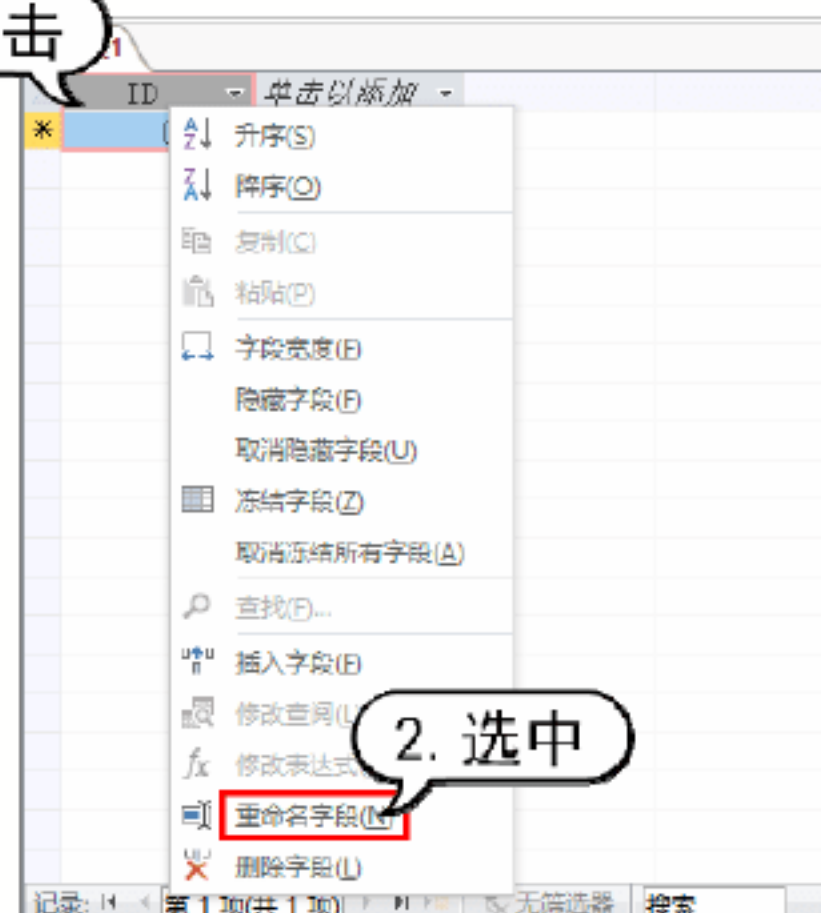 击
1
ID 单击以添加
*
升序(S)
降序(O)
复制(C)
粘贴(P)
字段宽度(F)
隐藏字段(F)
取消隐藏字段(U)
冻结字段(Z)
取消冻结所有字段(A)
查找(F)...
插入字段(F)
修改查阅(L
2. 选中
修改表达式
重命名字段(N)
删除字段(L)
记录: 第 1 项(共 1 项) 无筛选器 搜索